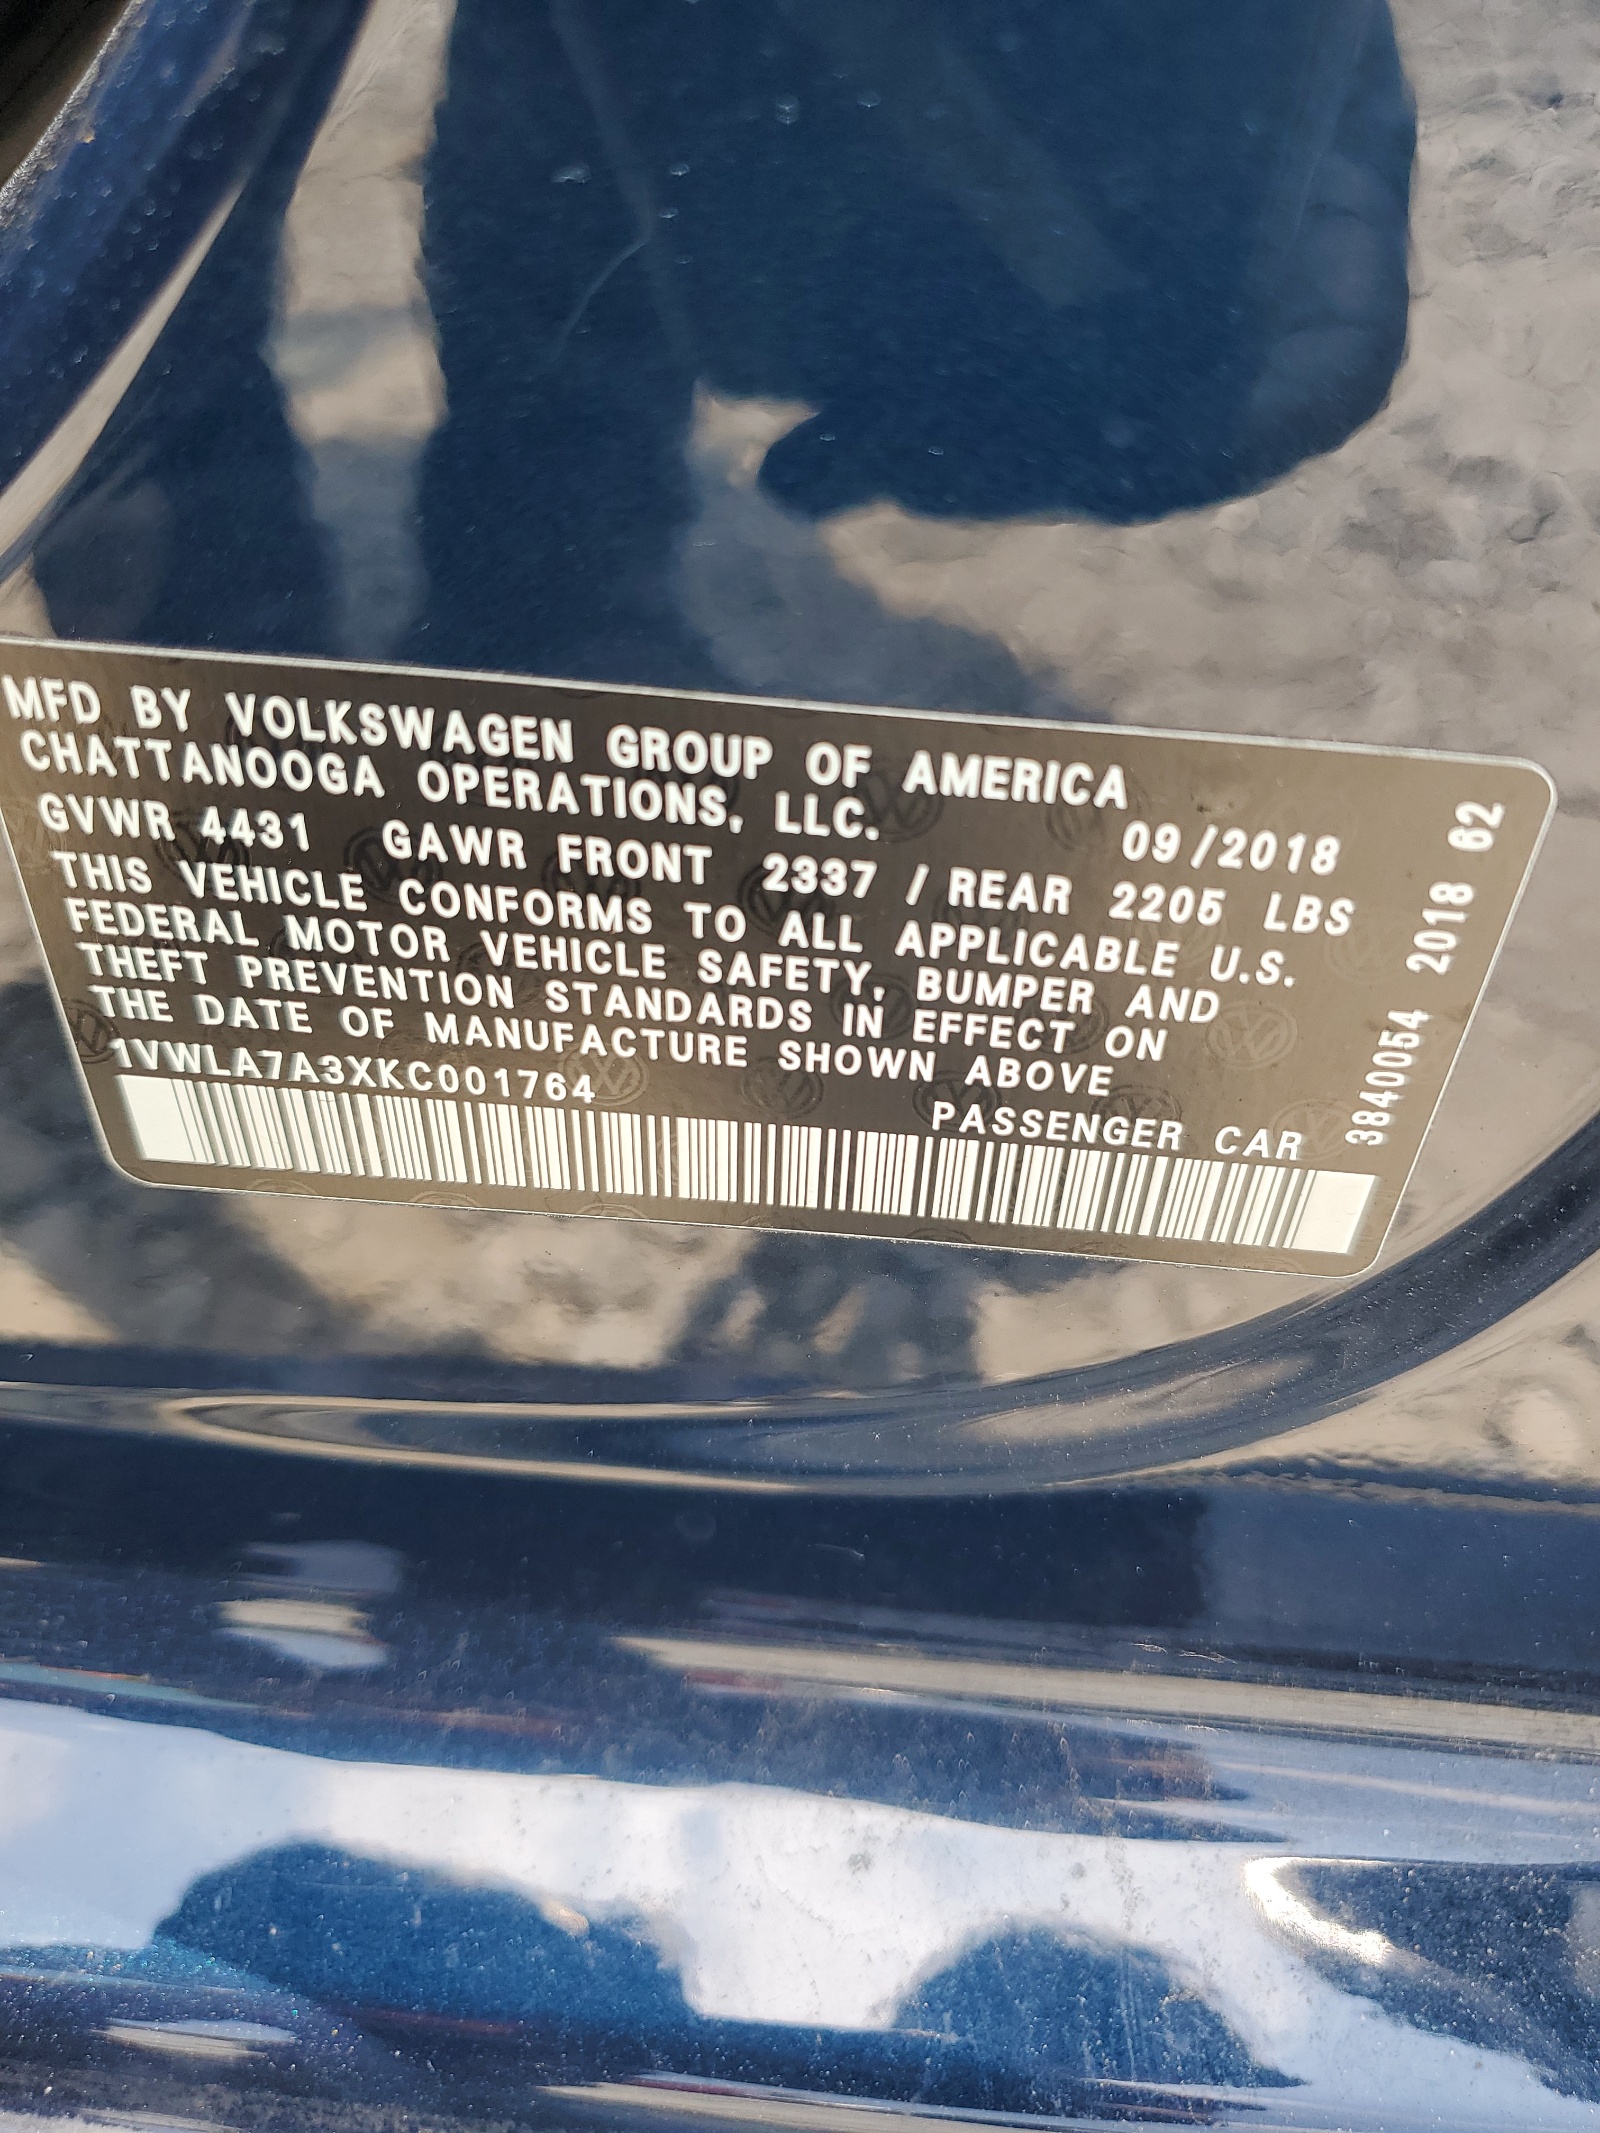 MFD BY VOLKSWAGEN GROUP OF AMERICA
CHATTANOOGA OPERATIONS, LLC.
09/2018
GVWR 4431 GAWR FRONT 2337 / REAR 2205 LBS
THIS VEHICLE CONFORMS TO ALL APPLICABLE U.S.
FEDERAL MOTOR VEHICLE SAFETY, BUMPER AND
THEFT PREVENTION STANDARDS IN EFFECT ON
THE DATE OF MANUFACTURE SHOWN ABOVE
1VWLA7A3XKC001764
PASSENGER CAR
3840054 2018 62